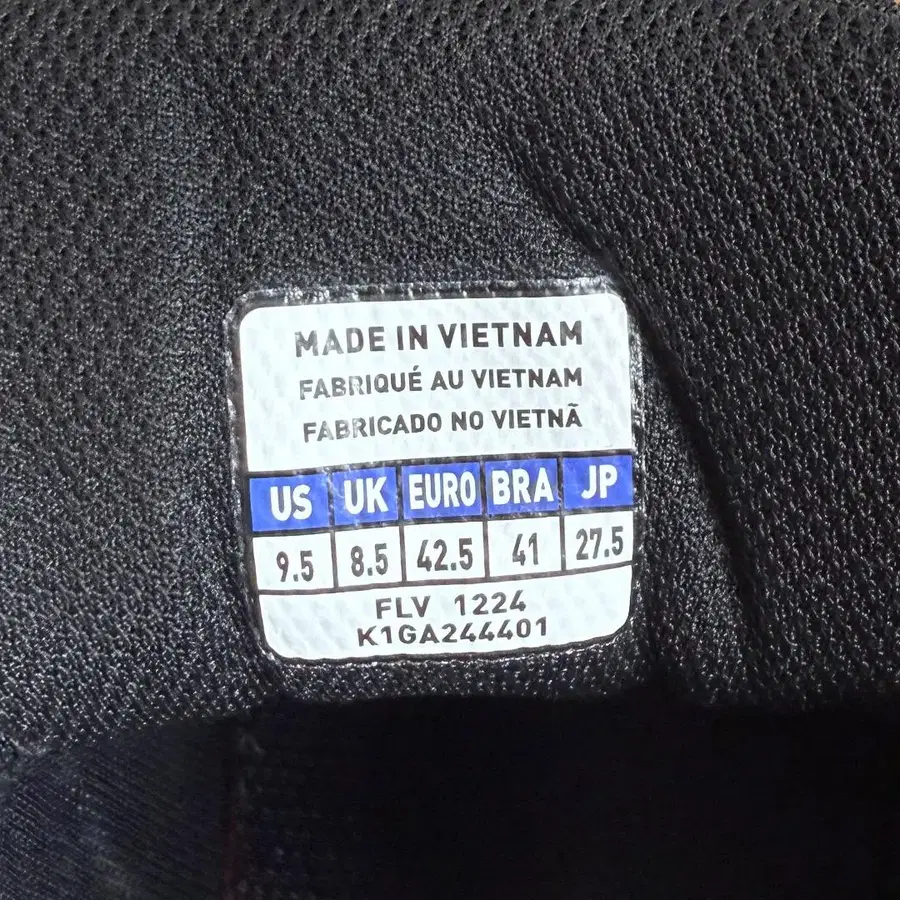 MADE IN VIETNAM
FABRIQUÉ AU VIETNAM
FABRICADO NO VIETNÃ
US UK EURO BRA JP
9.5 8.5 42.5 41 27.5
FLV 1224
K1GA244401